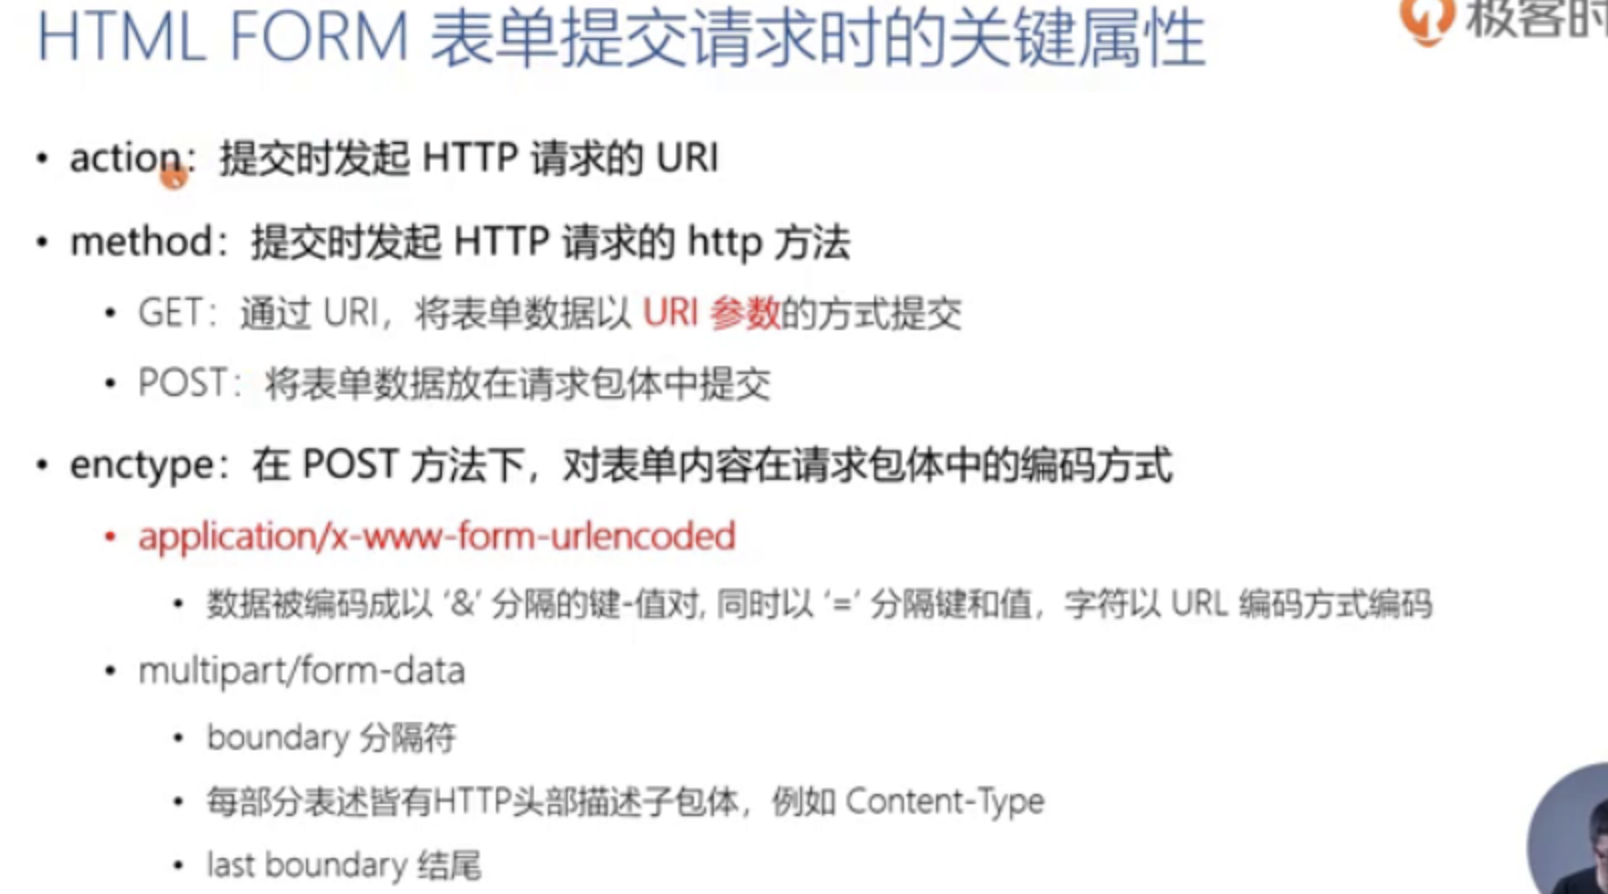 HTML FORM 表单提交请求时的关键属性
极客时
• action：提交时发起 HTTP 请求的 URI
• method：提交时发起 HTTP 请求的 http 方法
• GET：通过 URI，将表单数据以 URI 参数的方式提交
• POST：将表单数据放在请求包体中提交
• enctype：在 POST 方法下，对表单内容在请求包体中的编码方式
• application/x-www-form-urlencoded
• 数据被编码成以 ‘&’ 分隔的键-值对, 同时以 ‘=’ 分隔键和值，字符以 URL 编码方式编码
• multipart/form-data
• boundary 分隔符
• 每部分表述皆有HTTP头部描述子包体，例如 Content-Type
• last boundary 结尾